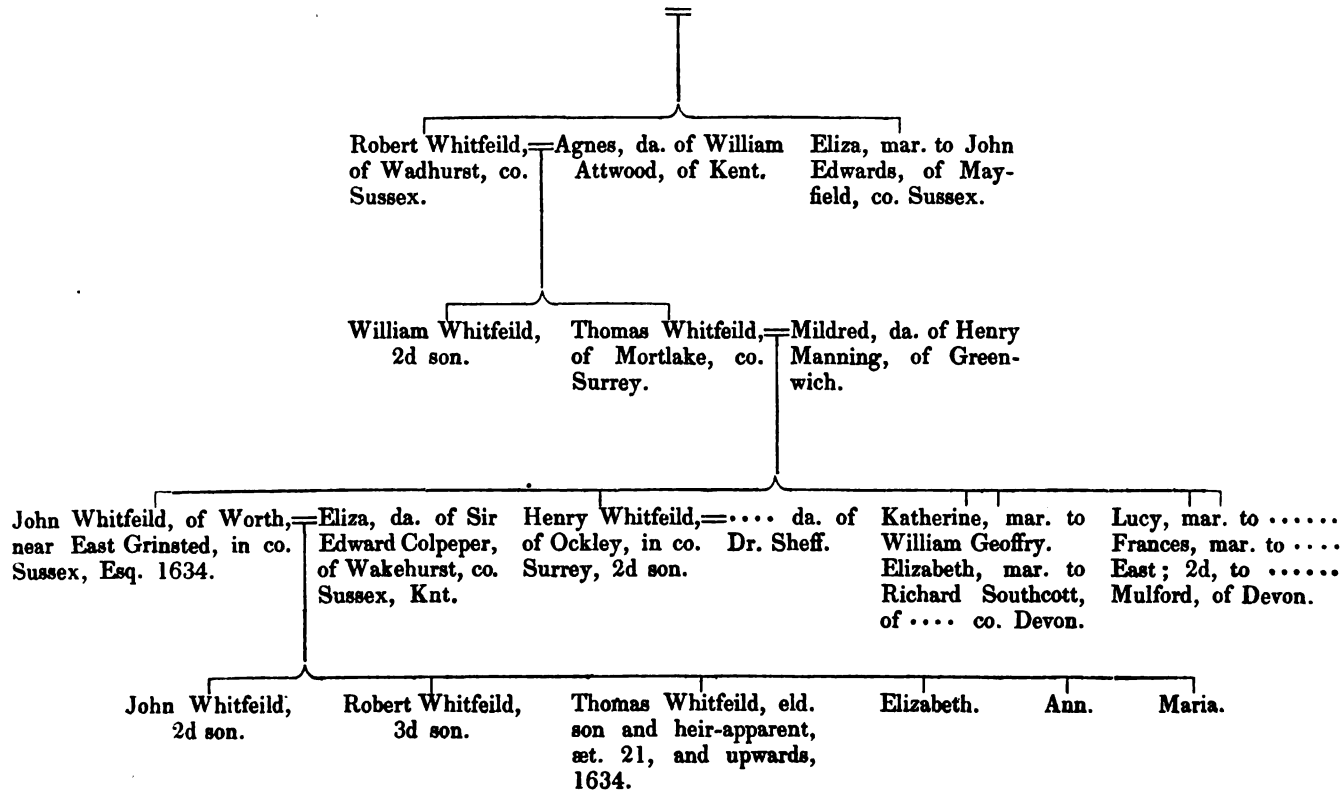 Robert Whitfeild,
of Wadhurst, co.
Sussex.
Agnes, da. of William
Attwood, of Kent.
Eliza, mar. to John
Edwards, of May-
field, co. Sussex.
William Whitfeild,
2d son.
Thomas Whitfeild,
of Mortlake, co.
Surrey.
Mildred, da. of Henry
Manning, of Green-
wich.
John Whitfeild, of Worth,
near East Grinsted, in co.
Sussex, Esq. 1634.
Eliza, da. of Sir
Edward Colpeper,
of Wakehurst, co.
Sussex, Knt.
Henry Whitfeild,
of Ockley, in co.
Surrey, 2d son.
···· da. of
Dr. Sheff.
Katherine, mar. to
William Geoffry.
Elizabeth, mar. to
Richard Southcott,
of ···· co. Devon.
Lucy, mar. to ······
Frances, mar. to ····
East; 2d, to ······
Mulford, of Devon.
John Whitfeild,
2d son.
Robert Whitfeild,
3d son.
Thomas Whitfeild, eld.
son and heir-apparent,
æt. 21, and upwards,
1634.
Elizabeth.
Ann.
Maria.